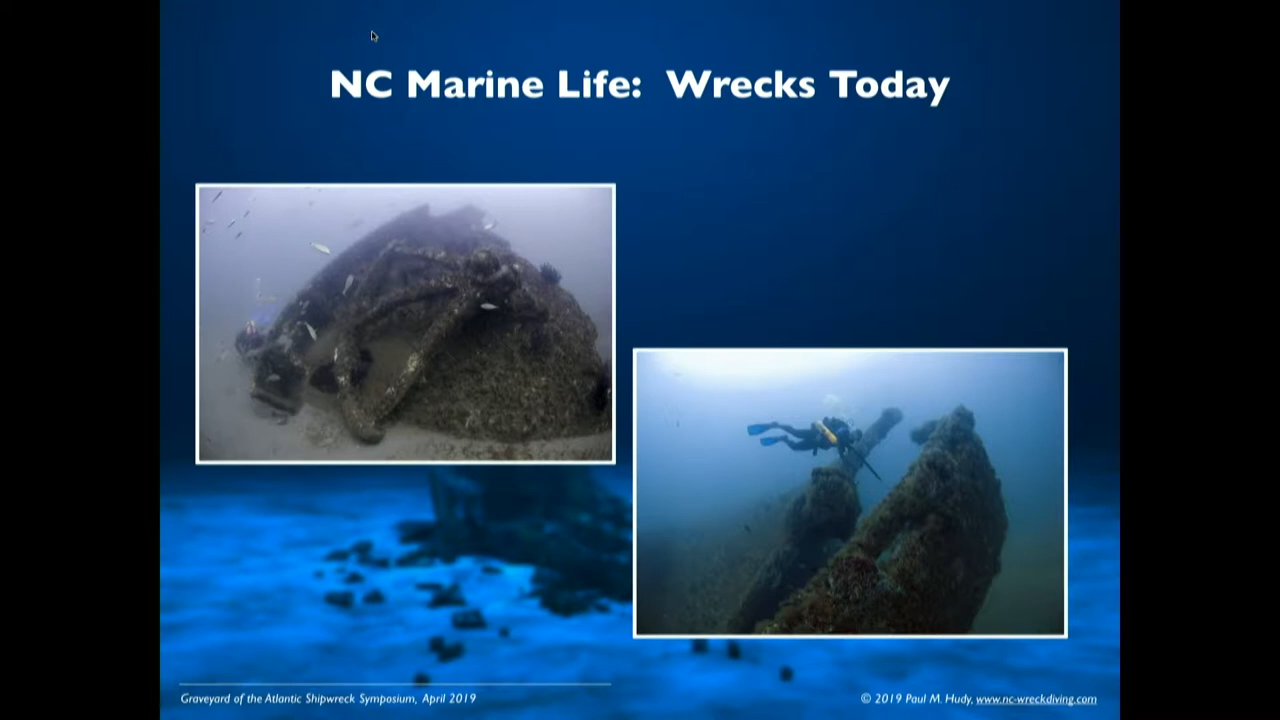 NC Marine Life: Wrecks Today
Graveyard of the Atlantic Shipwreck Symposium, April 2019
© 2019 Paul M. Hudy, www.nc-wreckdiving.com